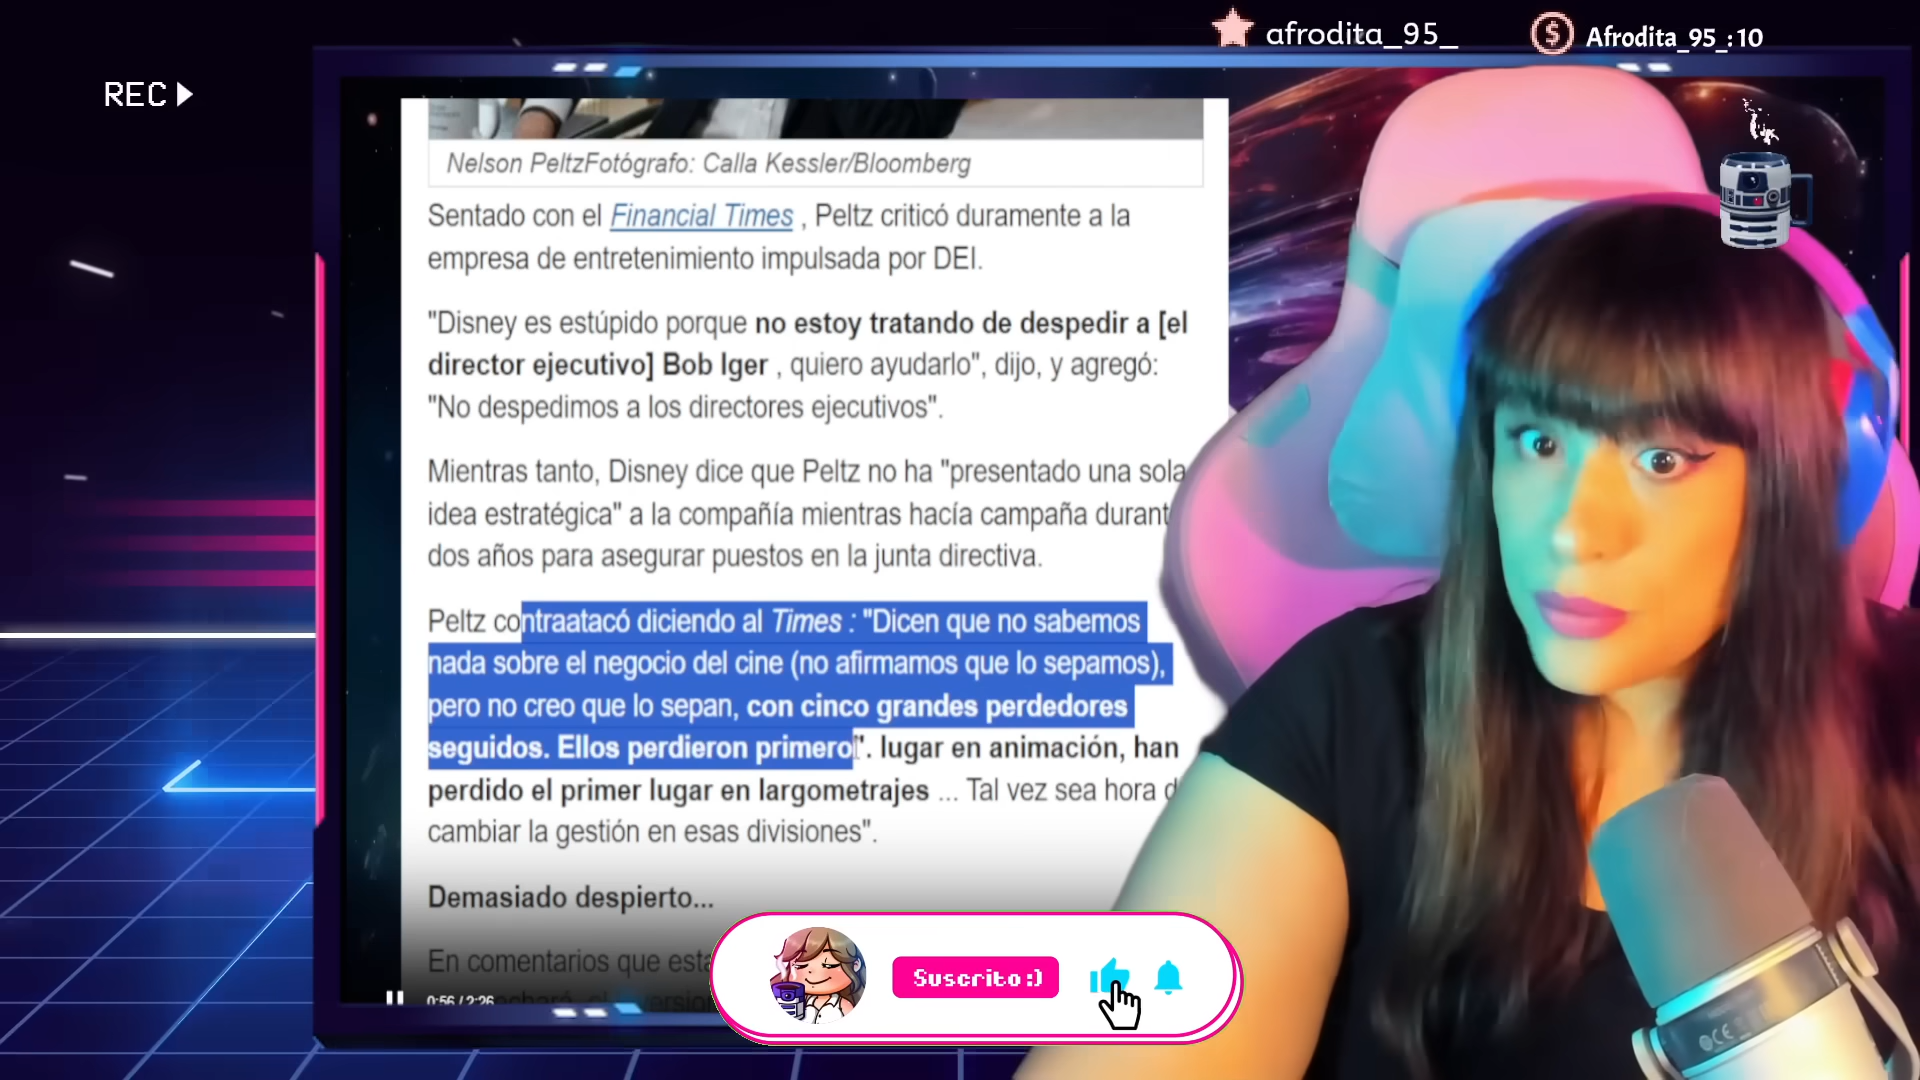 afrodita_95_
Afrodita_95_:10
REC
Nelson PeltzFotógrafo: Calla Kessler/Bloomberg
Sentado con el Financial Times , Peltz criticó duramente a la
empresa de entretenimiento impulsada por DEI.
"Disney es estúpido porque no estoy tratando de despedir a [el
director ejecutivo] Bob Iger , quiero ayudarlo", dijo, y agregó:
"No despedimos a los directores ejecutivos".
Mientras tanto, Disney dice que Peltz no ha "presentado una sola
idea estratégica" a la compañía mientras hacía campaña durant
dos años para asegurar puestos en la junta directiva.
Peltz contraatacó diciendo al Times : "Dicen que no sabemos
nada sobre el negocio del cine (no afirmamos que lo sepamos),
pero no creo que lo sepan, con cinco grandes perdedores
seguidos. Ellos perdieron primero". lugar en animación, han
perdido el primer lugar en largometrajes ... Tal vez sea hora d
cambiar la gestión en esas divisiones".
Demasiado despierto...
En comentarios que
Suscrito :)
0:56 / 2:26